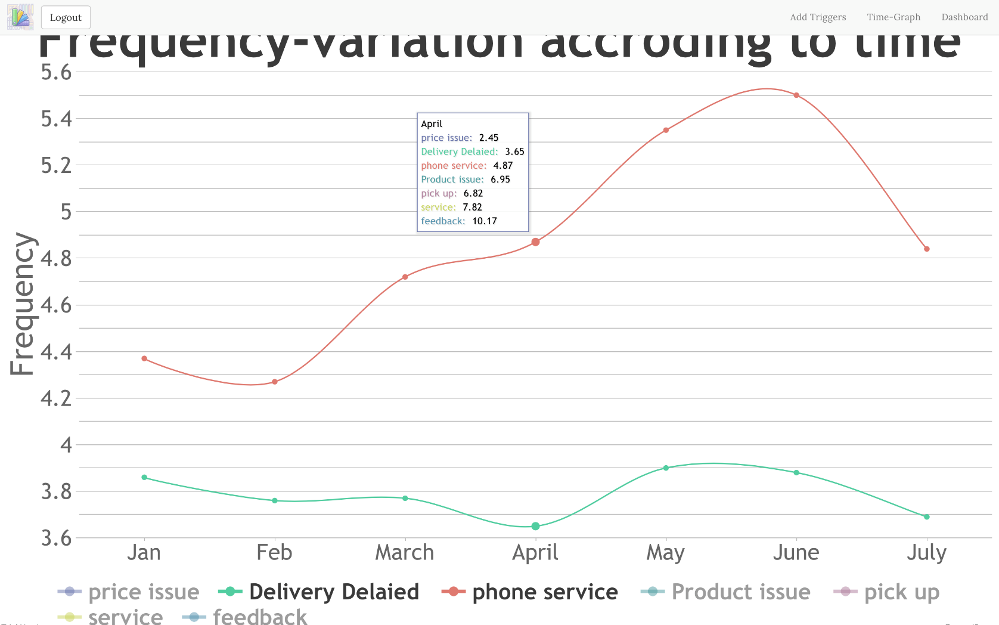 Logout
Add Triggers Time-Graph Dashboard
Frequency-variation accroding to time
5.6
5.4
5.2
5
4.8
4.6
4.4
4.2
4
3.8
3.6
Frequency
April
price issue: 2.45
Delivery Delaied: 3.65
phone service: 4.87
Product issue: 6.95
pick up: 6.82
service: 7.82
feedback: 10.17
Jan Feb March April May June July
price issue Delivery Delaied phone service Product issue pick up
service feedback